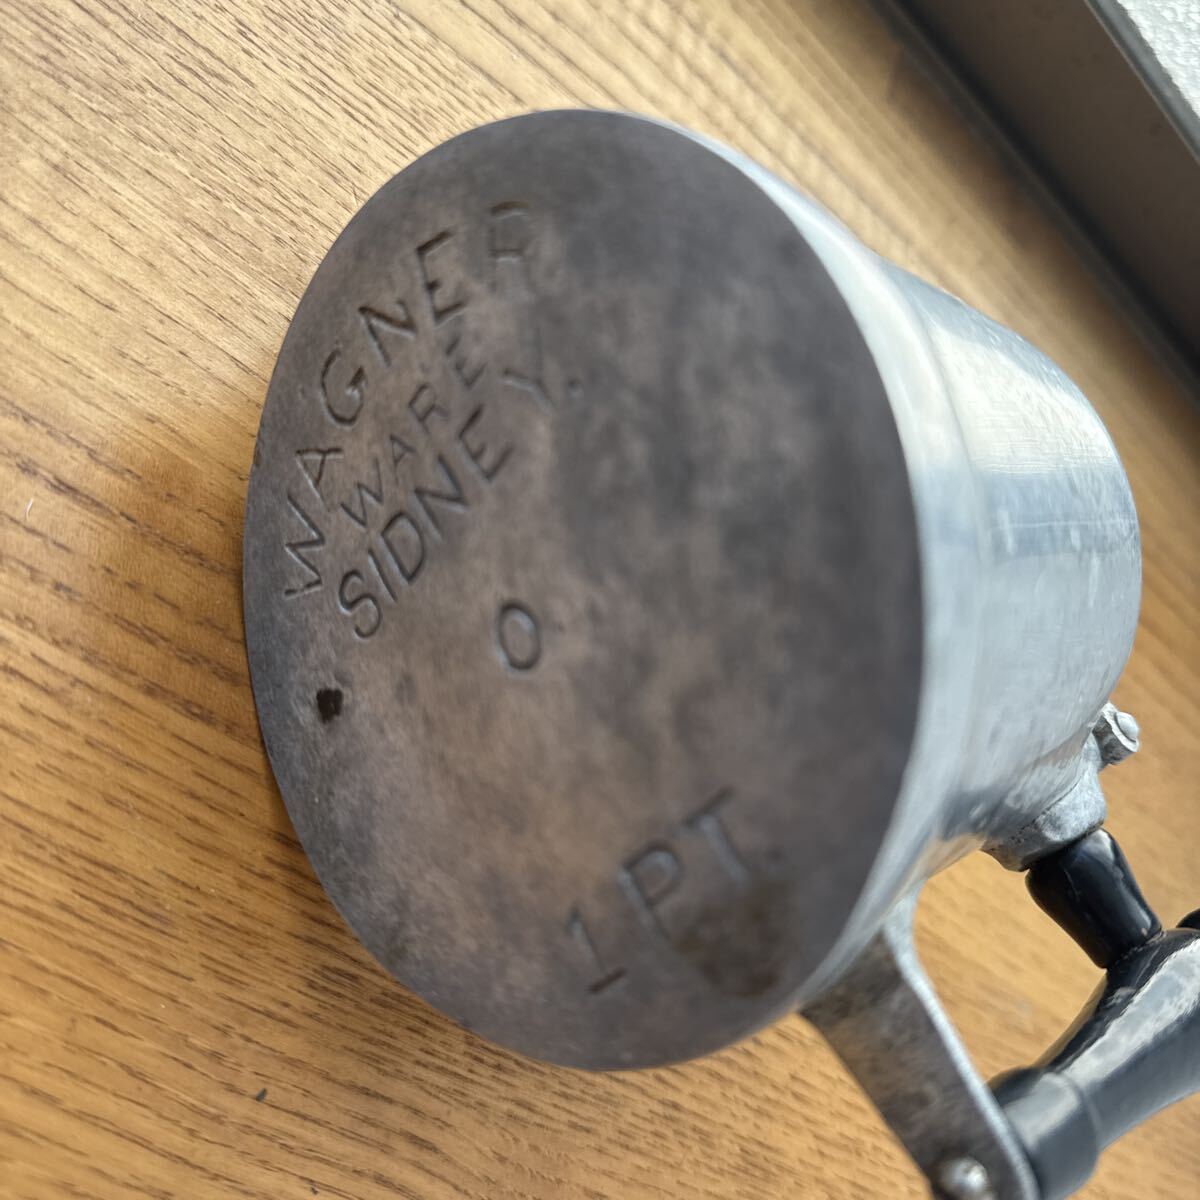 WAGNER
WARE
SIDNEY.
O
1 PT.